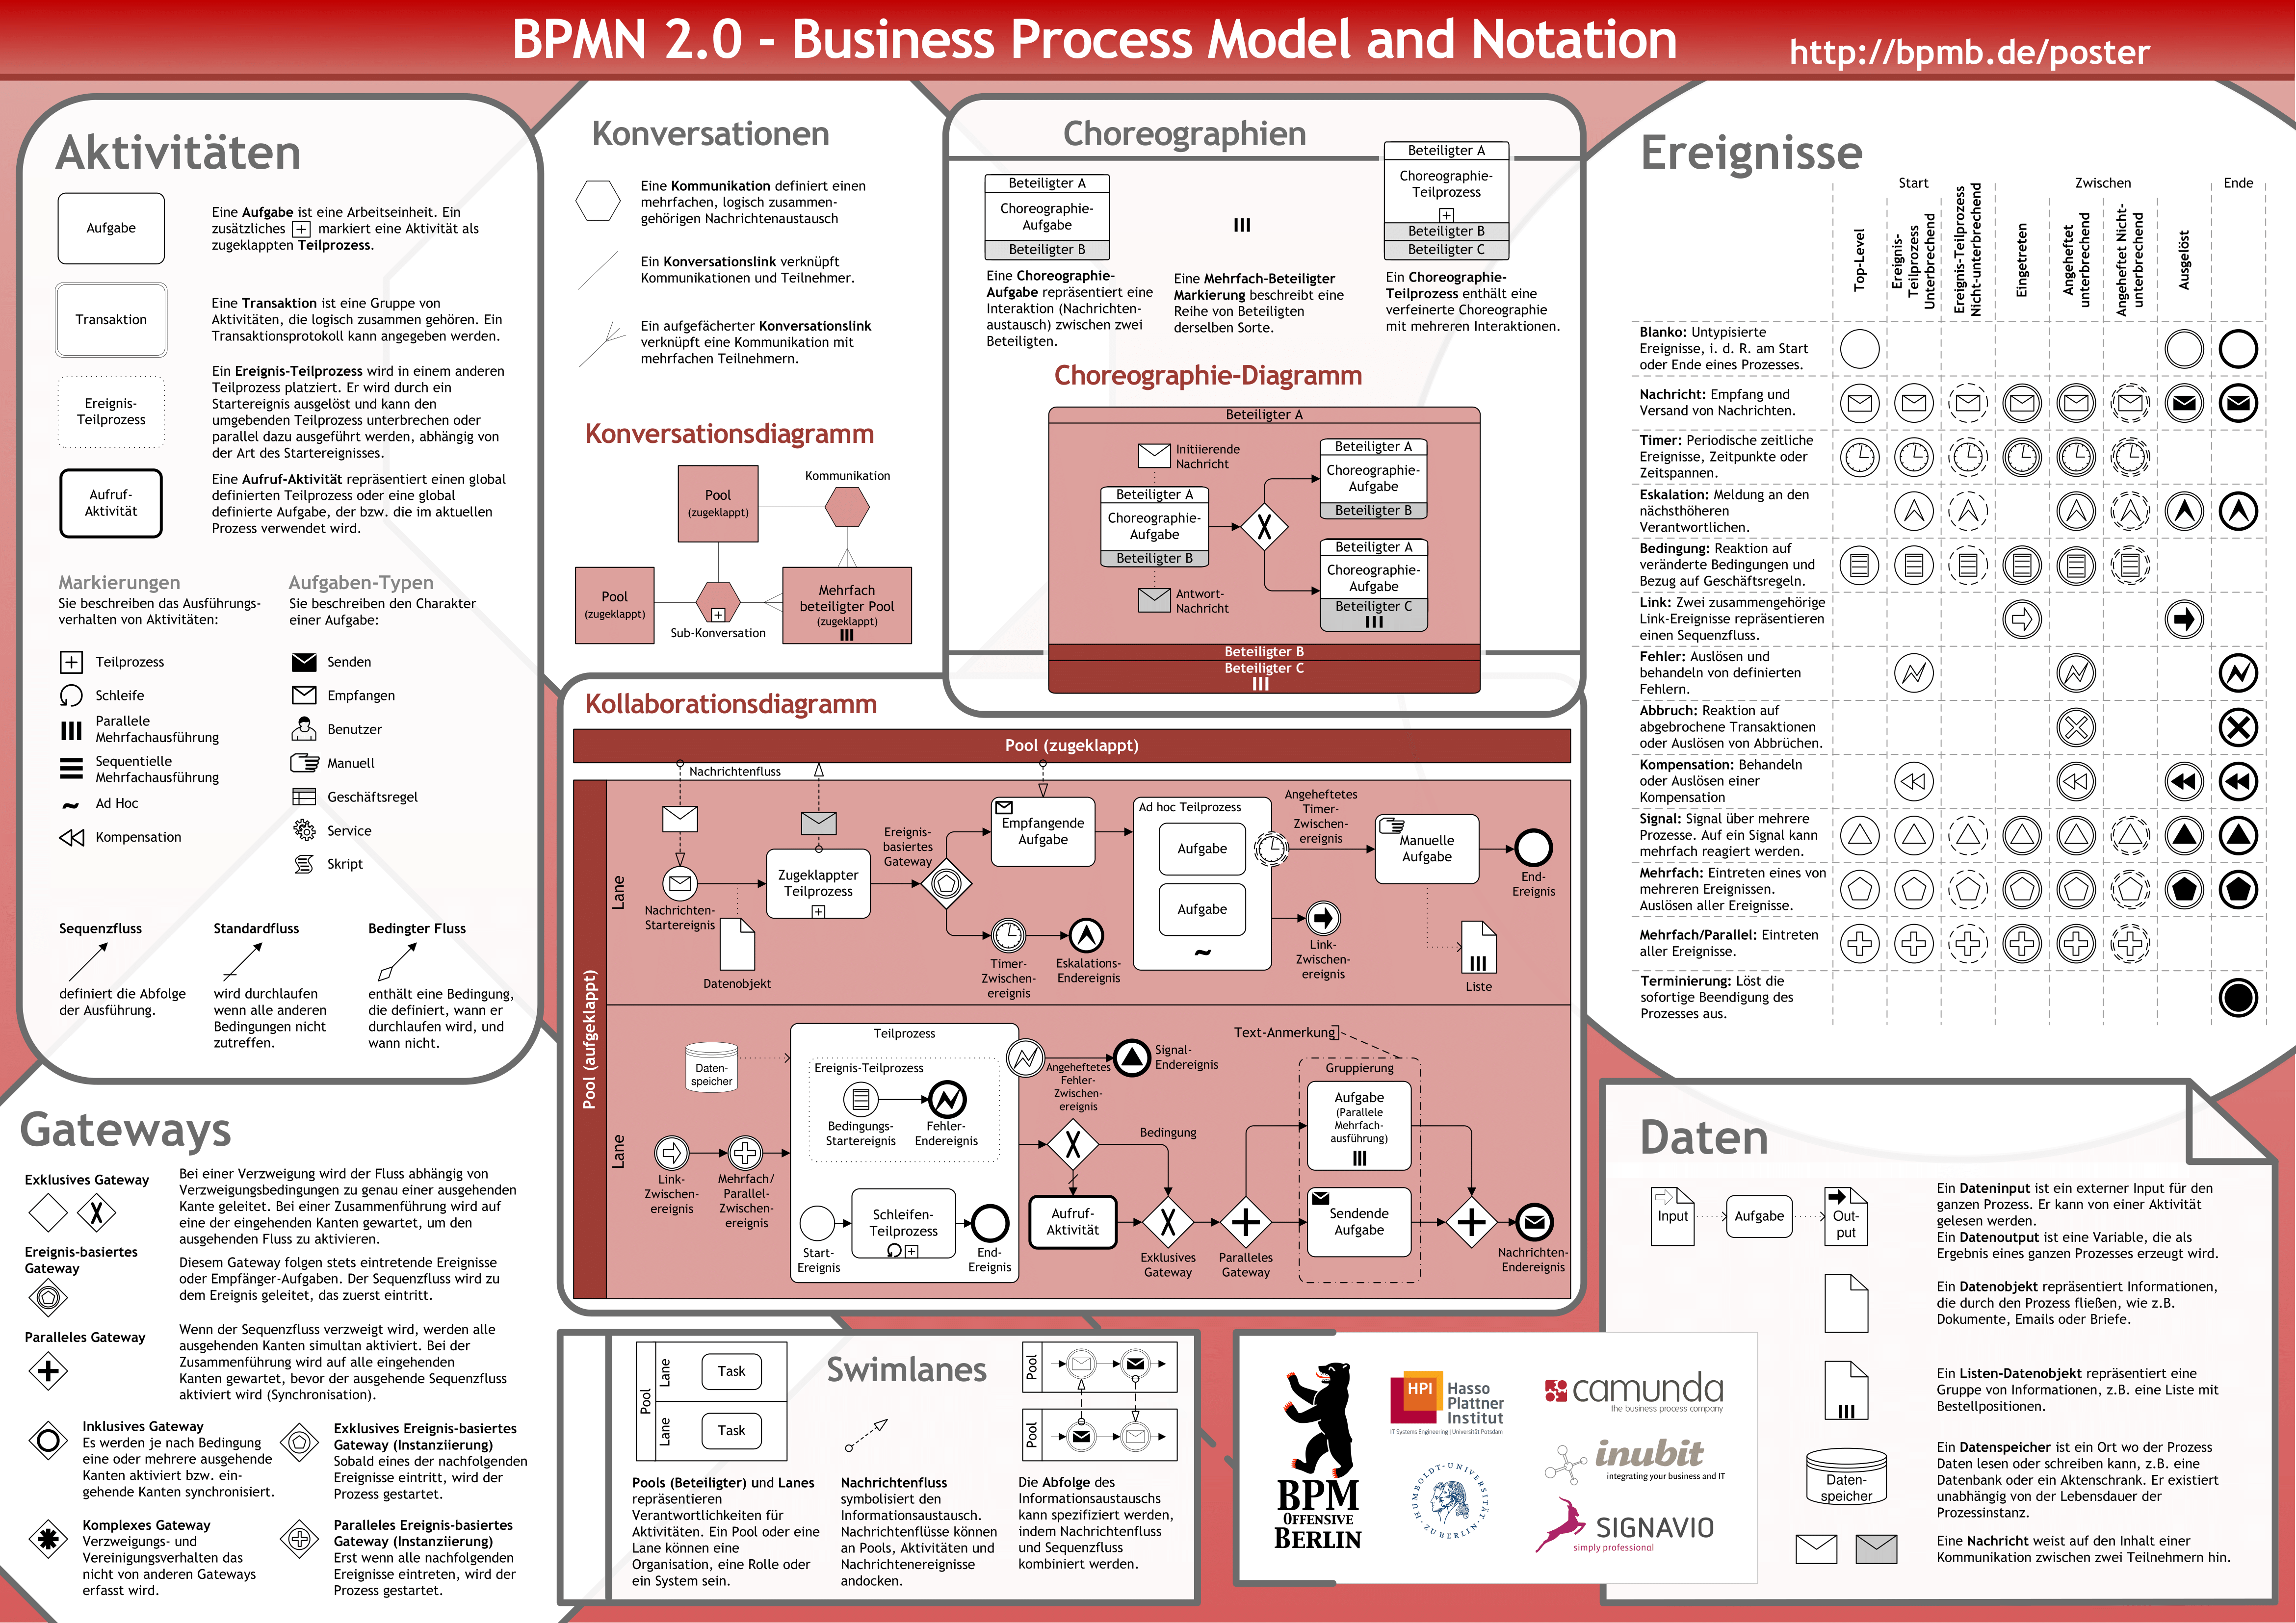 BPMN 2.0 - Business Process Model and Notation
http://bpmb.de/poster
Aktivitäten
Aufgabe
Eine Aufgabe ist eine Arbeitseinheit. Ein
zusätzliches + markiert eine Aktivität als
zugeklappten Teilprozess.
Transaktion
Eine Transaktion ist eine Gruppe von
Aktivitäten, die logisch zusammen gehören. Ein
Transaktionsprotokoll kann angegeben werden.
Ereignis-
Teilprozess
Ein Ereignis-Teilprozess wird in einem anderen
Teilprozess platziert. Er wird durch ein
Startereignis ausgelöst und kann den
umgebenden Teilprozess unterbrechen oder
parallel dazu ausgeführt werden, abhängig von
der Art des Startereignisses.
Aufruf-
Aktivität
Eine Aufruf-Aktivität repräsentiert einen global
definierten Teilprozess oder eine global
definierte Aufgabe, der bzw. die im aktuellen
Prozess verwendet wird.
Markierungen
Sie beschreiben das Ausführungs-
verhalten von Aktivitäten:
Teilprozess
Schleife
Parallele
Mehrfachausführung
Sequentielle
Mehrfachausführung
Ad Hoc
Kompensation
Aufgaben-Typen
Sie beschreiben den Charakter
einer Aufgabe:
Senden
Empfangen
Benutzer
Manuell
Geschäftsregel
Service
Skript
Sequenzfluss
definiert die Abfolge
der Ausführung.
Standardfluss
wird durchlaufen
wenn alle anderen
Bedingungen nicht
zutreffen.
Bedingter Fluss
enthält eine Bedingung,
die definiert, wann er
durchlaufen wird, und
wann nicht.
Konversationen
Eine Kommunikation definiert einen
mehrfachen, logisch zusammen-
gehörigen Nachrichtenaustausch
Ein Konversationslink verknüpft
Kommunikationen und Teilnehmer.
Ein aufgefächerter Konversationslink
verknüpft eine Kommunikation mit
mehrfachen Teilnehmern.
Konversationsdiagramm
Pool
(zugeklappt)
Kommunikation
Pool
(zugeklappt)
Sub-Konversation
Mehrfach
beteiligter Pool
(zugeklappt)
Choreographien
Beteiligter A
Choreographie-
Aufgabe
Beteiligter B
Eine Choreographie-
Aufgabe repräsentiert eine
Interaktion (Nachrichten-
austausch) zwischen zwei
Beteiligten.
Eine Mehrfach-Beteiligter
Markierung beschreibt eine
Reihe von Beteiligten
derselben Sorte.
Beteiligter A
Choreographie-
Teilprozess
Beteiligter B
Beteiligter C
Ein Choreographie-
Teilprozess enthält eine
verfeinerte Choreographie
mit mehreren Interaktionen.
Choreographie-Diagramm
Beteiligter A
Initiierende
Nachricht
Beteiligter A
Choreographie-
Aufgabe
Beteiligter B
Antwort-
Nachricht
Beteiligter A
Choreographie-
Aufgabe
Beteiligter B
Beteiligter A
Choreographie-
Aufgabe
Beteiligter C
Beteiligter B
Beteiligter C
Ereignisse
Start
Zwischen
Ende
Top-Level
Ereignis-
Teilprozess
Unterbrechend
Ereignis-Teilprozess
Nicht-unterbrechend
Eingetreten
Angeheftet
unterbrechend
Angeheftet Nicht-
unterbrechend
Ausgelöst
Blanko: Untypisierte
Ereignisse, i. d. R. am Start
oder Ende eines Prozesses.
Nachricht: Empfang und
Versand von Nachrichten.
Timer: Periodische zeitliche
Ereignisse, Zeitpunkte oder
Zeitspannen.
Eskalation: Meldung an den
nächsthöheren
Verantwortlichen.
Bedingung: Reaktion auf
veränderte Bedingungen und
Bezug auf Geschäftsregeln.
Link: Zwei zusammengehörige
Link-Ereignisse repräsentieren
einen Sequenzfluss.
Fehler: Auslösen und
behandeln von definierten
Fehlern.
Abbruch: Reaktion auf
abgebrochene Transaktionen
oder Auslösen von Abbrüchen.
Kompensation: Behandeln
oder Auslösen einer
Kompensation
Signal: Signal über mehrere
Prozesse. Auf ein Signal kann
mehrfach reagiert werden.
Mehrfach: Eintreten eines von
mehreren Ereignissen.
Auslösen aller Ereignisse.
Mehrfach/Parallel: Eintreten
aller Ereignisse.
Terminierung: Löst die
sofortige Beendigung des
Prozesses aus.
Kollaborationsdiagramm
Pool (zugeklappt)
Pool (aufgeklappt)
Lane
Nachrichtenfluss
Nachrichten-
Startereignis
Zugeklappter
Teilprozess
Datenobjekt
Ereignis-
basiertes
Gateway
Empfangende
Aufgabe
Timer-
Zwischen-
ereignis
Eskalations-
Endereignis
Ad hoc Teilprozess
Aufgabe
Aufgabe
~
Angeheftetes
Timer-
Zwischen-
ereignis
Link-
Zwischen-
ereignis
Manuelle
Aufgabe
Liste
End-
Ereignis
Lane
Daten-
speicher
Link-
Zwischen-
ereignis
Mehrfach/
Parallel-
Zwischen-
ereignis
Teilprozess
Ereignis-Teilprozess
Bedingungs-
Startereignis
Fehler-
Endereignis
Start-
Ereignis
Schleifen-
Teilprozess
End-
Ereignis
Angeheftetes
Fehler-
Zwischen-
ereignis
Signal-
Endereignis
Bedingung
Aufruf-
Aktivität
Exklusives
Gateway
Paralleles
Gateway
Text-Anmerkung
Gruppierung
Aufgabe
(Parallele
Mehrfach-
ausführung)
Sendende
Aufgabe
Nachrichten-
Endereignis
Gateways
Exklusives Gateway
Bei einer Verzweigung wird der Fluss abhängig von
Verzweigungsbedingungen zu genau einer ausgehenden
Kante geleitet. Bei einer Zusammenführung wird auf
eine der eingehenden Kanten gewartet, um den
ausgehenden Fluss zu aktivieren.
Ereignis-basiertes
Gateway
Diesem Gateway folgen stets eintretende Ereignisse
oder Empfänger-Aufgaben. Der Sequenzfluss wird zu
dem Ereignis geleitet, das zuerst eintritt.
Paralleles Gateway
Wenn der Sequenzfluss verzweigt wird, werden alle
ausgehenden Kanten simultan aktiviert. Bei der
Zusammenführung wird auf alle eingehenden
Kanten gewartet, bevor der ausgehende Sequenzfluss
aktiviert wird (Synchronisation).
Inklusives Gateway
Es werden je nach Bedingung
eine oder mehrere ausgehende
Kanten aktiviert bzw. ein-
gehende Kanten synchronisiert.
Exklusives Ereignis-basiertes
Gateway (Instanziierung)
Sobald eines der nachfolgenden
Ereignisse eintritt, wird der
Prozess gestartet.
Komplexes Gateway
Verzweigungs- und
Vereinigungsverhalten das
nicht von anderen Gateways
erfasst wird.
Paralleles Ereignis-basiertes
Gateway (Instanziierung)
Erst wenn alle nachfolgenden
Ereignisse eintreten, wird der
Prozess gestartet.
Swimlanes
Pool
Lane
Task
Lane
Task
Pool
Pool
Pools (Beteiligter) und Lanes
repräsentieren
Verantwortlichkeiten für
Aktivitäten. Ein Pool oder eine
Lane können eine
Organisation, eine Rolle oder
ein System sein.
Nachrichtenfluss
symbolisiert den
Informationsaustausch.
Nachrichtenflüsse können
an Pools, Aktivitäten und
Nachrichtenereignisse
andocken.
Die Abfolge des
Informationsaustauschs
kann spezifiziert werden,
indem Nachrichtenfluss
und Sequenzfluss
kombiniert werden.
BPM
OFFENSIVE
BERLIN
HPI
Hasso
Plattner
Institut
IT Systems Engineering | Universität Potsdam
camunda
the business process company
inubit
integrating your business and IT
HUMBOLDT-UNIVERSITÄT ZU BERLIN
SIGNAVIO
simply professional
Daten
Input
Aufgabe
Out-
put
Ein Dateninput ist ein externer Input für den
ganzen Prozess. Er kann von einer Aktivität
gelesen werden.
Ein Datenoutput ist eine Variable, die als
Ergebnis eines ganzen Prozesses erzeugt wird.
Ein Datenobjekt repräsentiert Informationen,
die durch den Prozess fließen, wie z.B.
Dokumente, Emails oder Briefe.
Ein Listen-Datenobjekt repräsentiert eine
Gruppe von Informationen, z.B. eine Liste mit
Bestellpositionen.
Daten-
speicher
Ein Datenspeicher ist ein Ort wo der Prozess
Daten lesen oder schreiben kann, z.B. eine
Datenbank oder ein Aktenschrank. Er existiert
unabhängig von der Lebensdauer der
Prozessinstanz.
Eine Nachricht weist auf den Inhalt einer
Kommunikation zwischen zwei Teilnehmern hin.